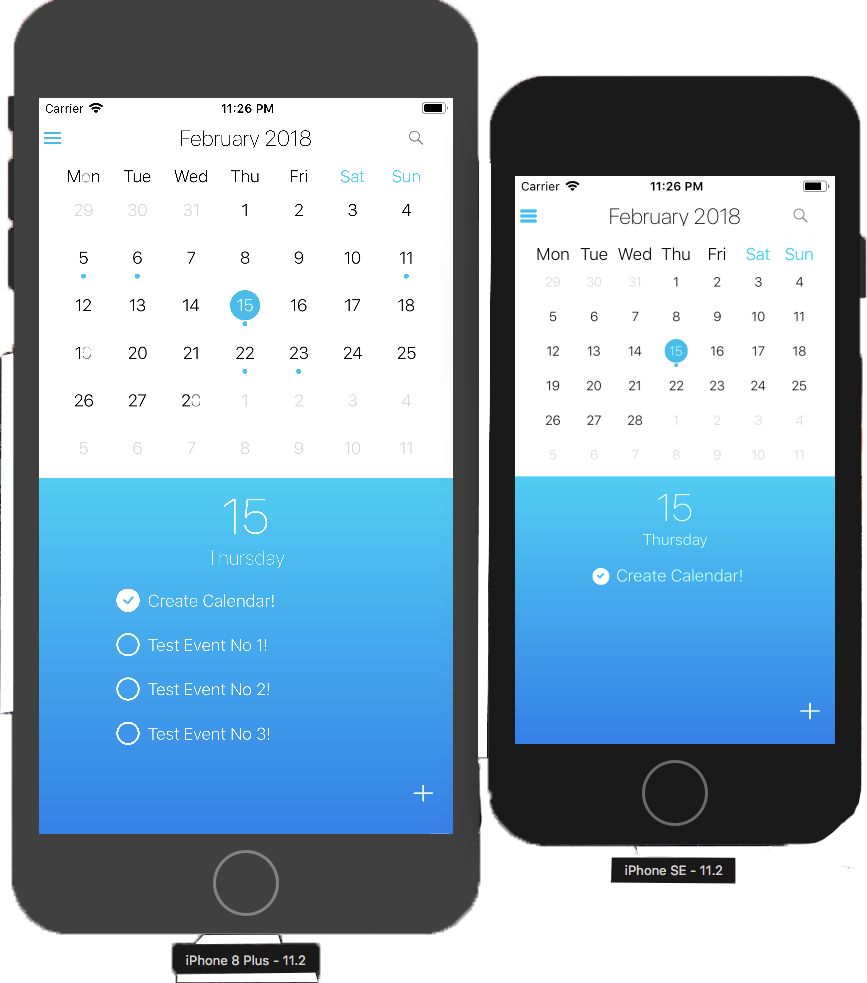 Carrier 11:26 PM
February 2018
Mon Tue Wed Thu Fri Sat Sun
29 30 31 1 2 3 4
5 6 7 8 9 10 11
12 13 14 15 16 17 18
19 20 21 22 23 24 25
26 27 28 1 2 3 4
5 6 7 8 9 10 11
15
Thursday
Create Calendar!
Test Event No 1!
Test Event No 2!
Test Event No 3!
+
iPhone 8 Plus - 11.2
Carrier 11:26 PM
February 2018
Mon Tue Wed Thu Fri Sat Sun
29 30 31 1 2 3 4
5 6 7 8 9 10 11
12 13 14 15 16 17 18
19 20 21 22 23 24 25
26 27 28 1 2 3 4
5 6 7 8 9 10 11
15
Thursday
Create Calendar!
+
iPhone SE - 11.2